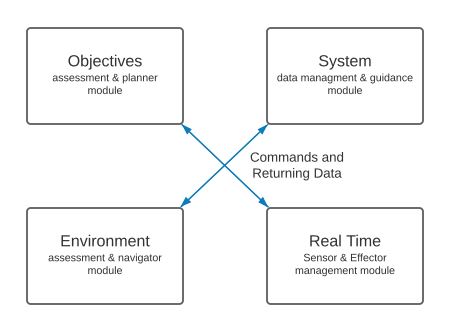 Objectives
assessment & planner
module
System
data managment & guidance
module
Commands and
Returning Data
Environment
assessment & navigator
module
Real Time
Sensor & Effector
management module